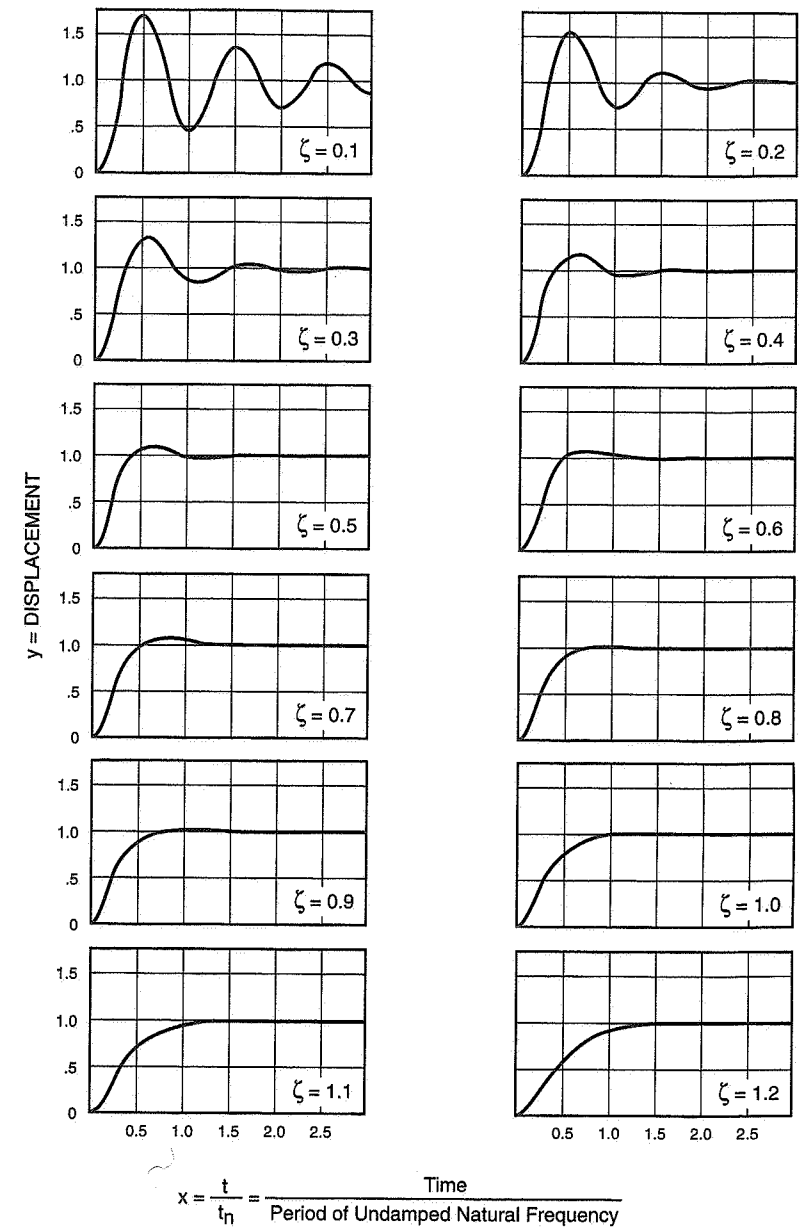 1.5
1.0
.5
0
ζ = 0.1
ζ = 0.2
1.5
1.0
.5
0
ζ = 0.3
ζ = 0.4
1.5
1.0
.5
0
ζ = 0.5
ζ = 0.6
y = DISPLACEMENT
1.5
1.0
.5
0
ζ = 0.7
ζ = 0.8
1.5
1.0
.5
0
ζ = 0.9
ζ = 1.0
1.5
1.0
.5
0
ζ = 1.1
ζ = 1.2
0.5 1.0 1.5 2.0 2.5
0.5 1.0 1.5 2.0 2.5
x = t / tn = Time / Period of Undamped Natural Frequency